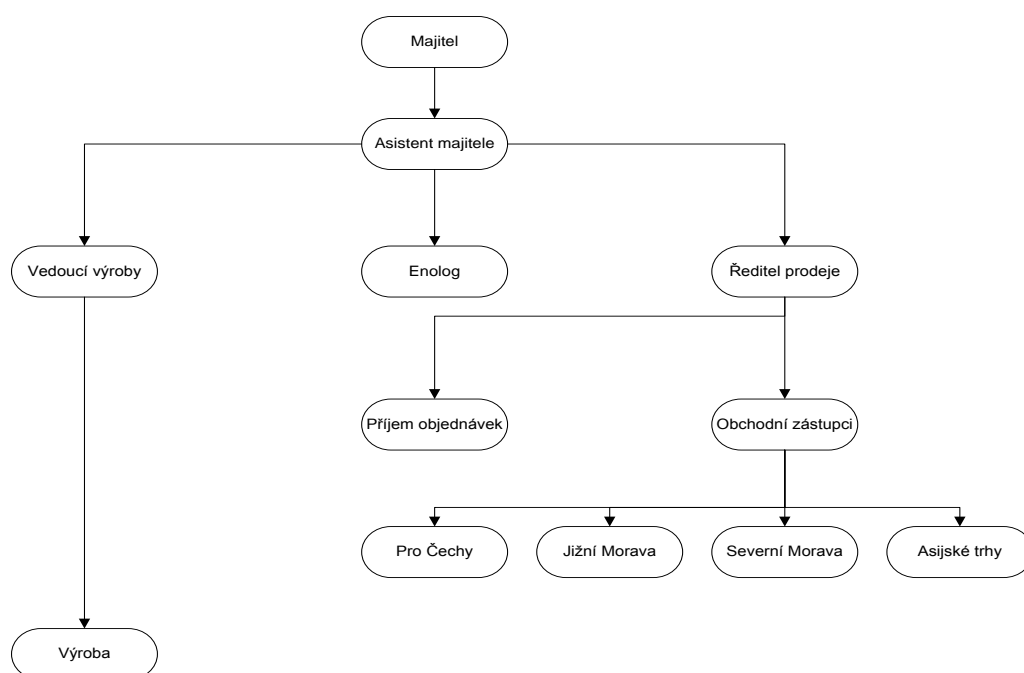 Majitel
Asistent majitele
Vedoucí výroby
Enolog
Ředitel prodeje
Příjem objednávek
Obchodní zástupci
Pro Čechy
Jižní Morava
Severní Morava
Asijské trhy
Výroba